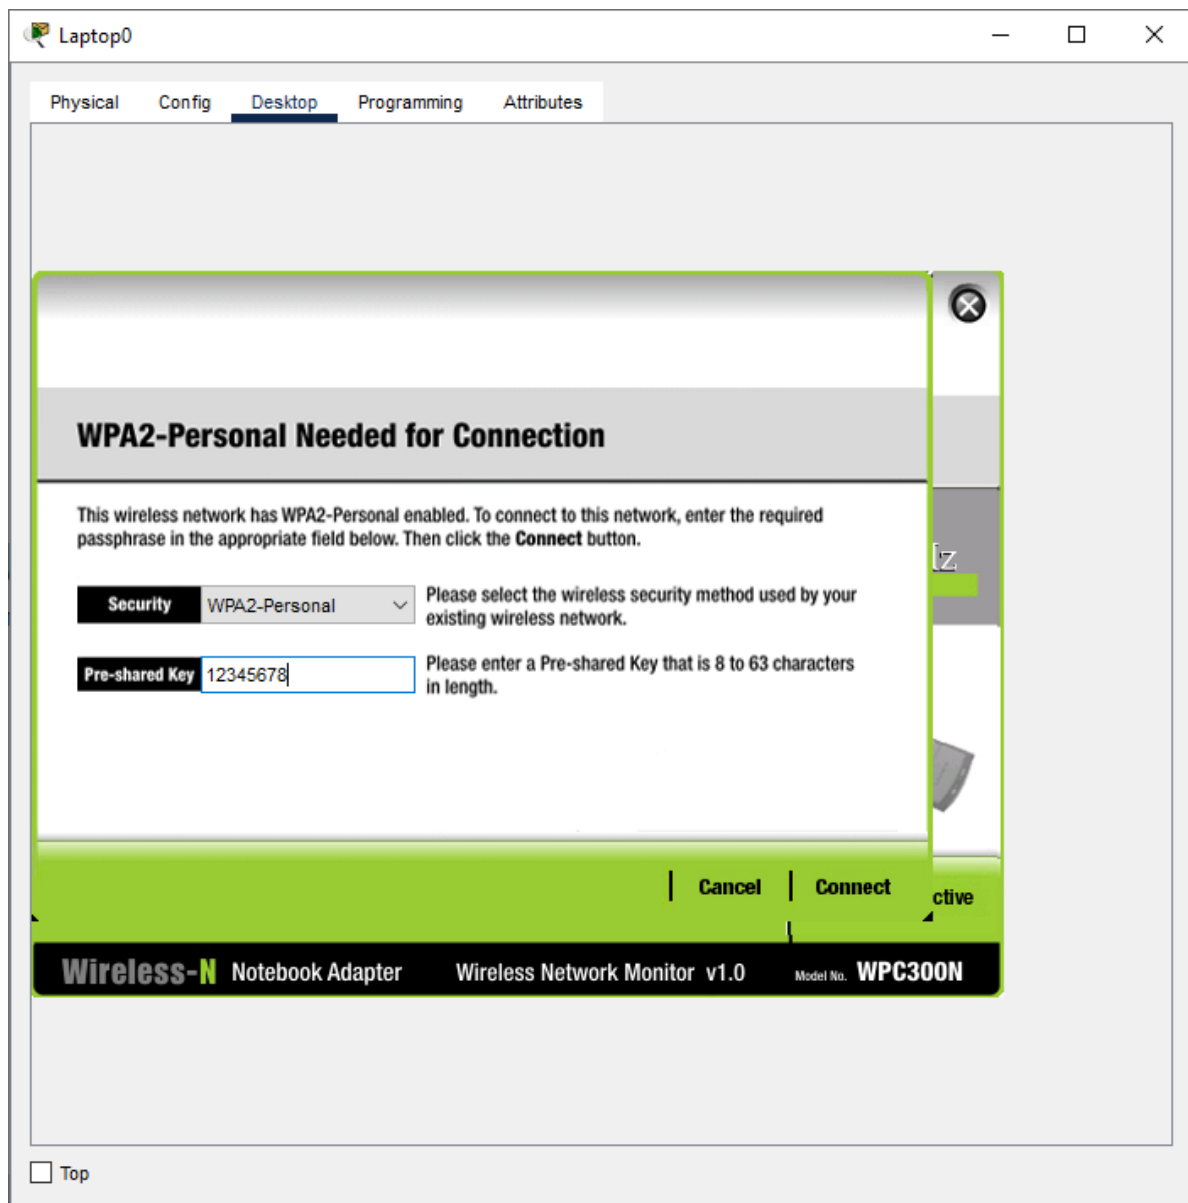 Laptop0
Physical Config Desktop Programming Attributes
WPA2-Personal Needed for Connection
This wireless network has WPA2-Personal enabled. To connect to this network, enter the required
passphrase in the appropriate field below. Then click the Connect button.
Security WPA2-Personal
Please select the wireless security method used by your
existing wireless network.
Pre-shared Key 12345678
Please enter a Pre-shared Key that is 8 to 63 characters
in length.
Cancel Connect
ctive
Wireless-N Notebook Adapter Wireless Network Monitor v1.0 Model No. WPC300N
Top